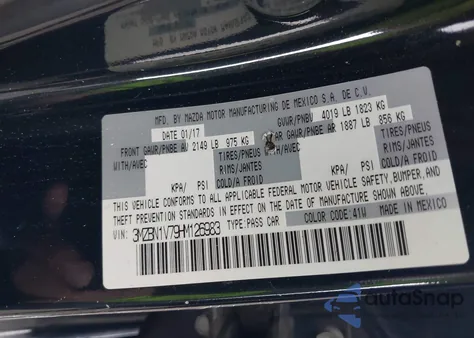 MFD. BY MAZDA MOTOR MANUFACTURING DE MEXICO S.A. DE C.V.
DATE 01/17 GVWR/PNBV 4019 LB 1823 KG
FRONT GAWR/PNBE AV 2149 LB 975 KG AR GAWR/PNBE AR 1887 LB 856 KG
WITH/AVEC TIRES/PNEUS WITH/AVEC TIRES/PNEUS
RIMS/JANTES RIMS/JANTES
KPA/ PSI COLD/A FROID KPA/ PSI COLD/A FROID
THIS VEHICLE CONFORMS TO ALL APPLICABLE FEDERAL MOTOR VEHICLE SAFETY, BUMPER, AND
THEFT PREVENTION STANDARDS IN EFFECT ON THE DATE OF MANUFACTURE SHOWN ABOVE.
VIN: 3MZBN1V79HM126983 TYPE: PASS CAR COLOR CODE: 41W MADE IN MEXICO
autoSnap